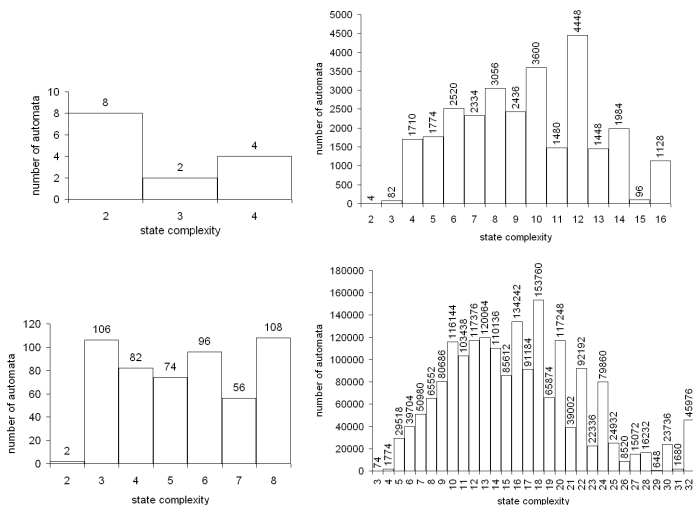 number of automata
10
8
6
4
2
0
8
2
4
2 3 4
state complexity
number of automata
5000
4500
4000
3500
3000
2500
2000
1500
1000
500
0
4 82 1710 1774 2520 2334 3056 2436 3600 1480 4448 1448 1984 96 1128
2 3 4 5 6 7 8 9 10 11 12 13 14 15 16
state complexity
number of automata
120
100
80
60
40
20
0
2 106 82 74 96 56 108
2 3 4 5 6 7 8
state complexity
number of automata
180000
160000
140000
120000
100000
80000
60000
40000
20000
0
74 1774 29518 39704 50980 65552 80686 116144 103438 117376 120064 110136 85612 134242 91184 153760 65874 117248 39002 92192 22336 79860 24932 8520 15072 16232 648 23736 1680 45976
3 4 5 6 7 8 9 10 11 12 13 14 15 16 17 18 19 20 21 22 23 24 25 26 27 28 29 30 31 32
state complexity